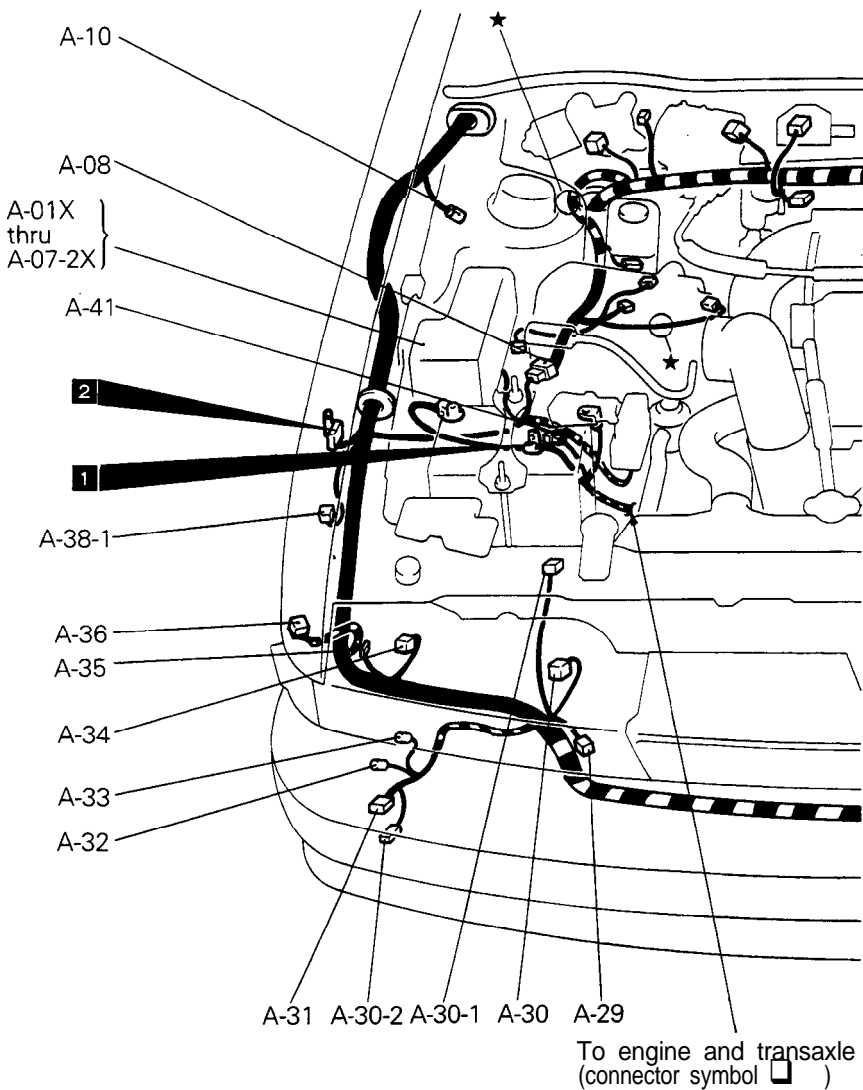 ★
A-10
A-08
A-01X
thru
A-07-2X
A-41
★
2
1
A-38-1
A-36
A-35
A-34
A-33
A-32
A-31 A-30-2 A-30-1 A-30 A-29
To engine and transaxle
(connector symbol ❑ )